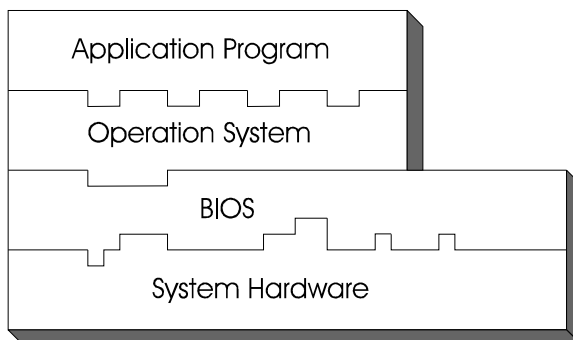 Application Program
Operation System
BIOS
System Hardware